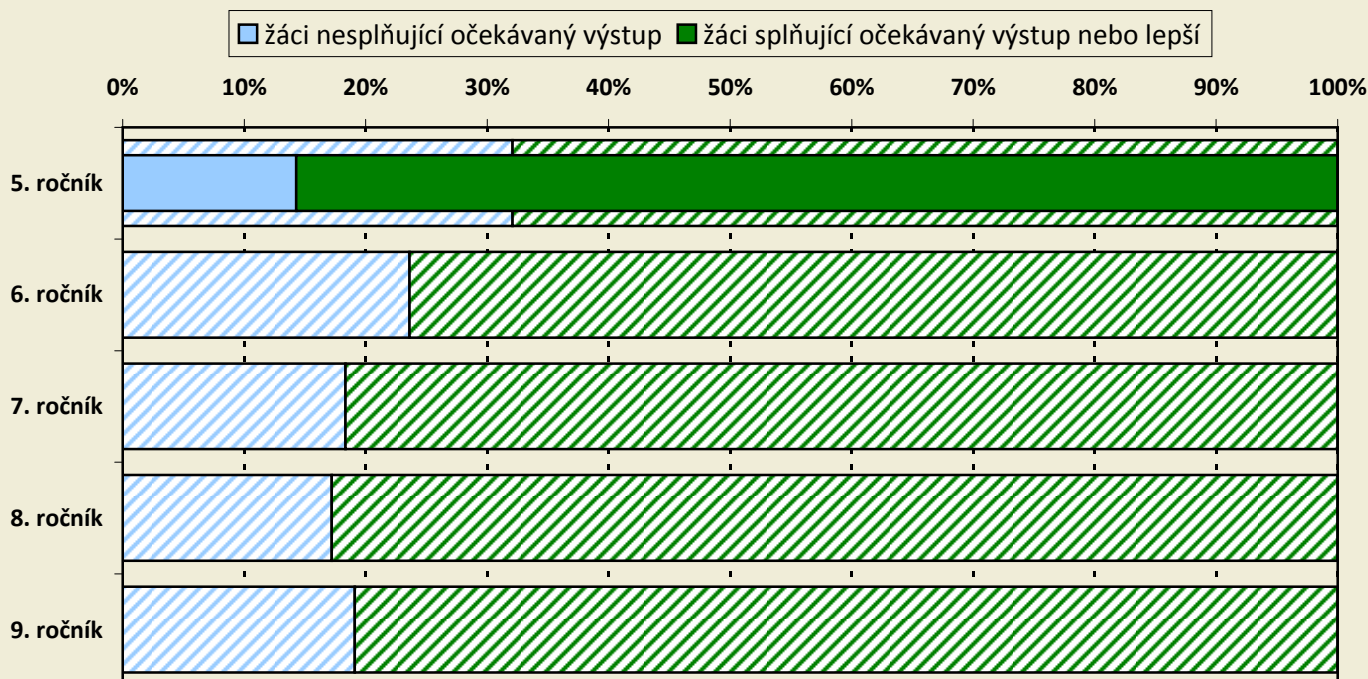 žáci nesplňující očekávaný výstup žáci splňující očekávaný výstup nebo lepší
0% 10% 20% 30% 40% 50% 60% 70% 80% 90% 100%
5. ročník
6. ročník
7. ročník
8. ročník
9. ročník